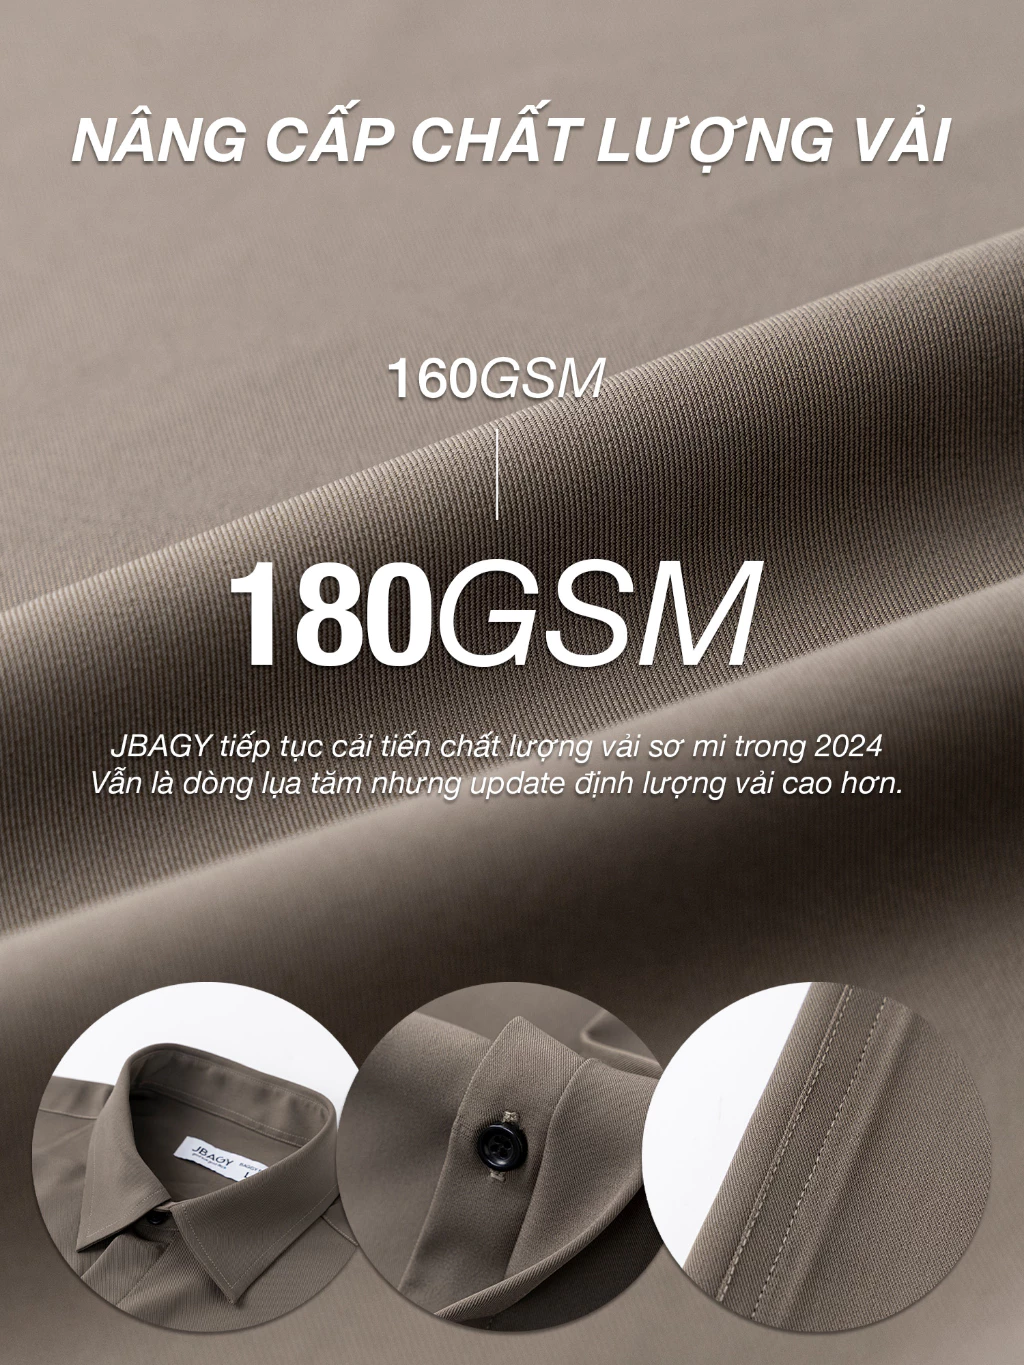 NÂNG CẤP CHẤT LƯỢNG VẢI
160GSM
180GSM
JBAGY tiếp tục cải tiến chất lượng vải sơ mi trong 2024
Vẫn là dòng lụa tăm nhưng update định lượng vải cao hơn.
JBAGY
L